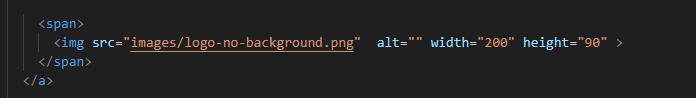 <span>
<img src="images/logo-no-background.png"  alt="" width="200" height="90" >
</span>
</a>